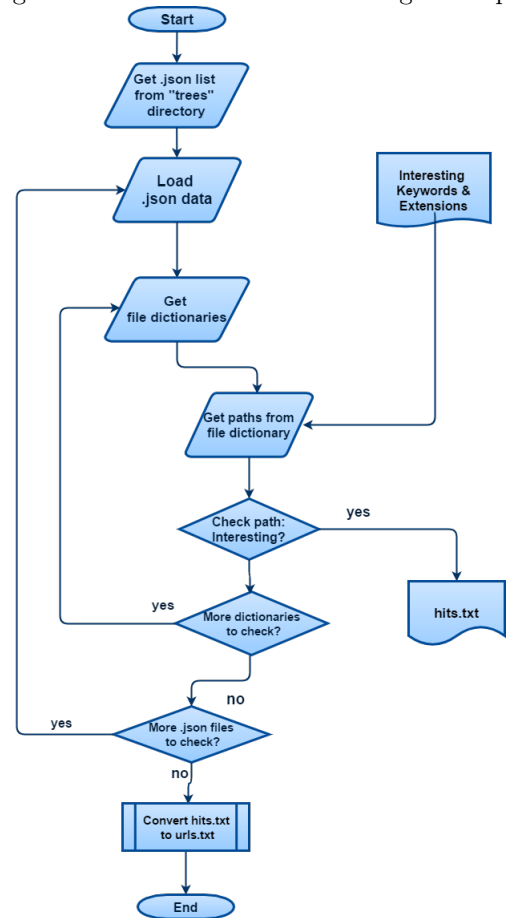 Start
Get .json list
from "trees"
directory
Load
.json data
Interesting
Keywords &
Extensions
Get
file dictionaries
Get paths from
file dictionary
Check path:
Interesting?
yes
hits.txt
More dictionaries
to check?
yes
no
More .json files
to check?
yes
no
Convert hits.txt
to urls.txt
End